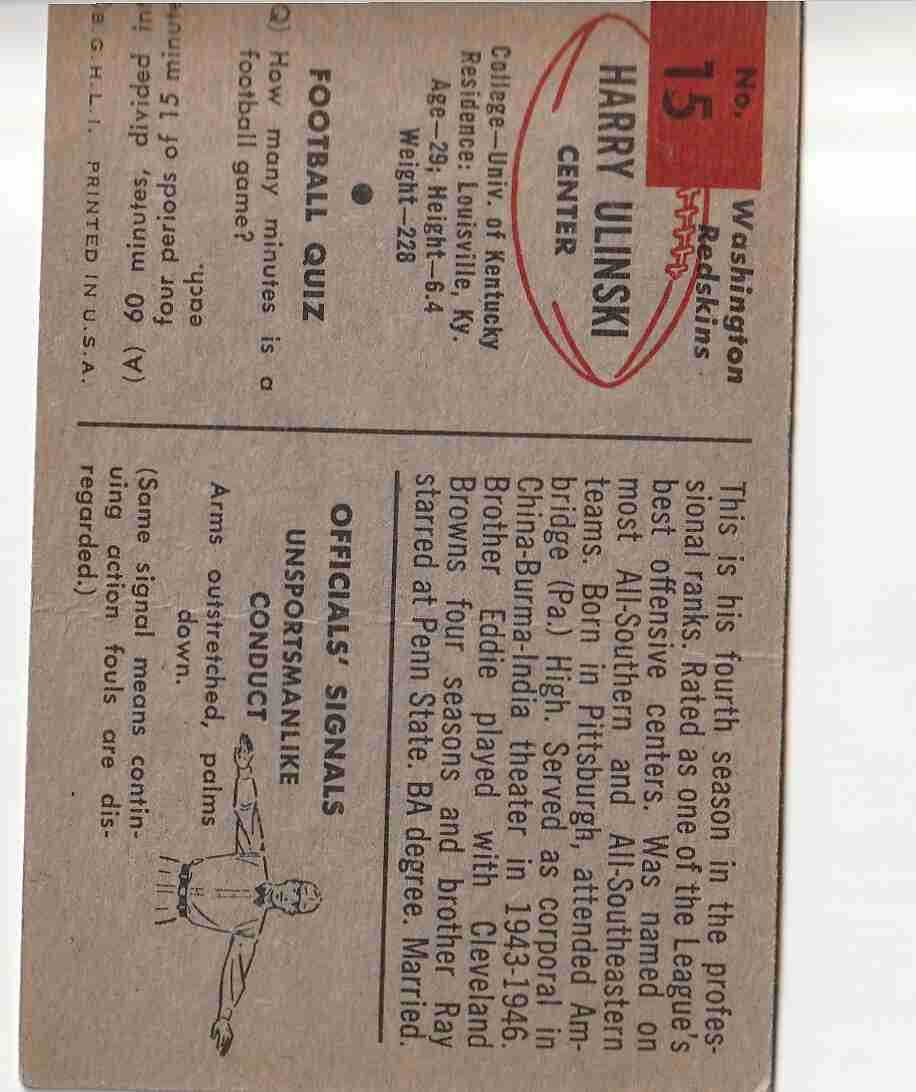 No.
15
Washington
Redskins
HARRY ULINSKI
CENTER
College—Univ. of Kentucky
Residence: Louisville, Ky.
Age—29; Height—6.4
Weight—228
FOOTBALL QUIZ
Q) How many minutes is a
football game?
(A) 60 minutes, divided in
four periods of 15
each.
B.G.H.L.I. PRINTED IN U.S.A.
This is his fourth season in the profes-
sional ranks. Rated as one of the League's
best offensive centers. Was named on
most All-Southern and All-Southeastern
teams. Born in Pittsburgh, attended Am-
bridge (Pa.) High. Served as corporal in
China-Burma-India theater in 1943-1946.
Brother Eddie played with Cleveland
Browns four seasons and brother Ray
starred at Penn State. BA degree. Married.
OFFICIALS' SIGNALS
UNSPORTSMANLIKE
CONDUCT
Arms outstretched, palms
down.
(Same signal means contin-
uing action fouls are dis-
regarded.)